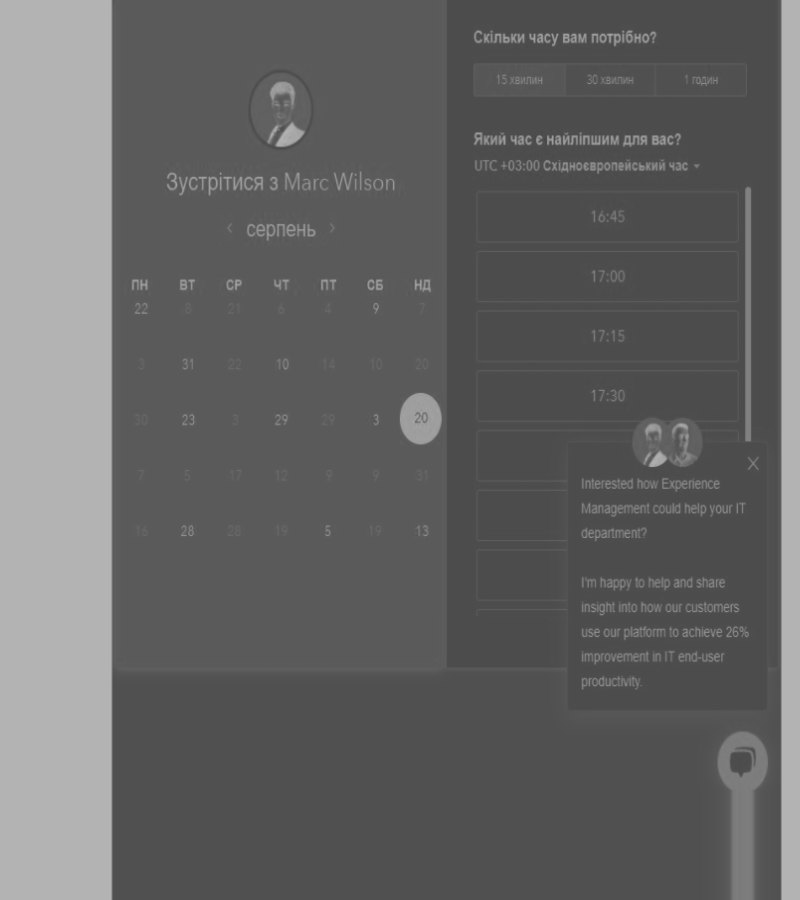 Зустрітися з Marc Wilson
серпень
ПН ВТ СР ЧТ ПТ СБ НД
22 8 21 6 4 9 7
3 31 22 10 14 10 20
30 23 3 29 29 3 20
7 5 17 12 9 9 31
16 28 28 19 5 19 13
Скільки часу вам потрібно?
15 хвилин 30 хвилин 1 годин
Який час є найліпшим для вас?
UTC +03:00 Східноєвропейський час
16:45
17:00
17:15
17:30
Interested how Experience
Management could help your IT
department?
I'm happy to help and share
insight into how our customers
use our platform to achieve 26%
improvement in IT end-user
productivity.